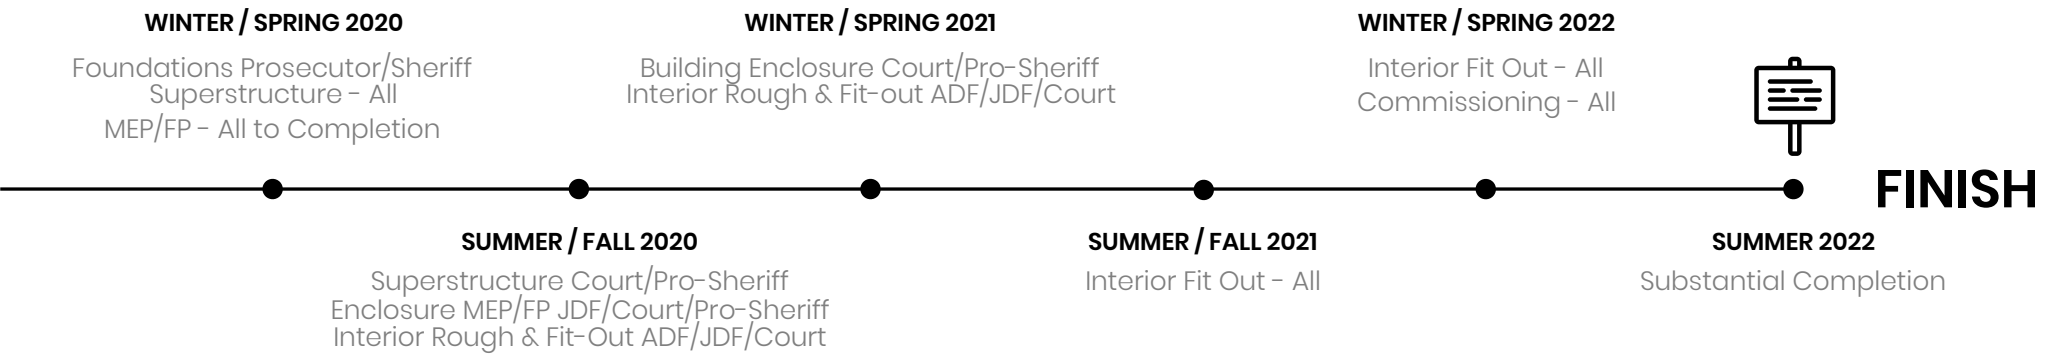 WINTER / SPRING 2020
Foundations Prosecutor/Sheriff
Superstructure - All
MEP/FP - All to Completion
WINTER / SPRING 2021
Building Enclosure Court/Pro-Sheriff
Interior Rough & Fit-out ADF/JDF/Court
WINTER / SPRING 2022
Interior Fit Out - All
Commissioning - All
FINISH
SUMMER / FALL 2020
Superstructure Court/Pro-Sheriff
Enclosure MEP/FP JDF/Court/Pro-Sheriff
Interior Rough & Fit-Out ADF/JDF/Court
SUMMER / FALL 2021
Interior Fit Out - All
SUMMER 2022
Substantial Completion